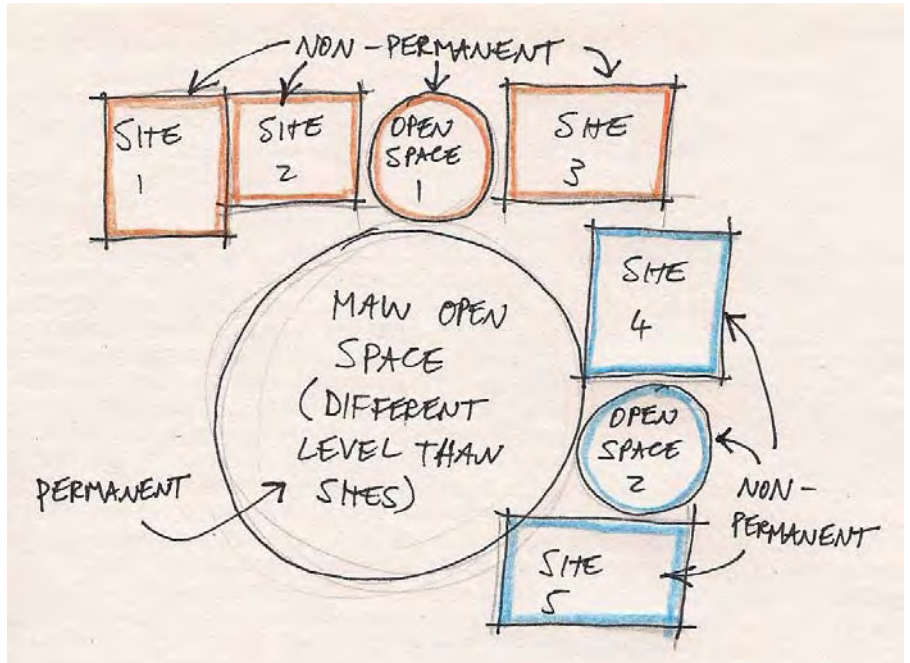 NON - PERMANENT
SITE
1
SITE
2
OPEN
SPACE
1
SITE
3
SITE
4
MAIN OPEN
SPACE
(DIFFERENT
LEVEL THAN
SITES)
PERMANENT
OPEN
SPACE
2
NON -
PERMANENT
SITE
5